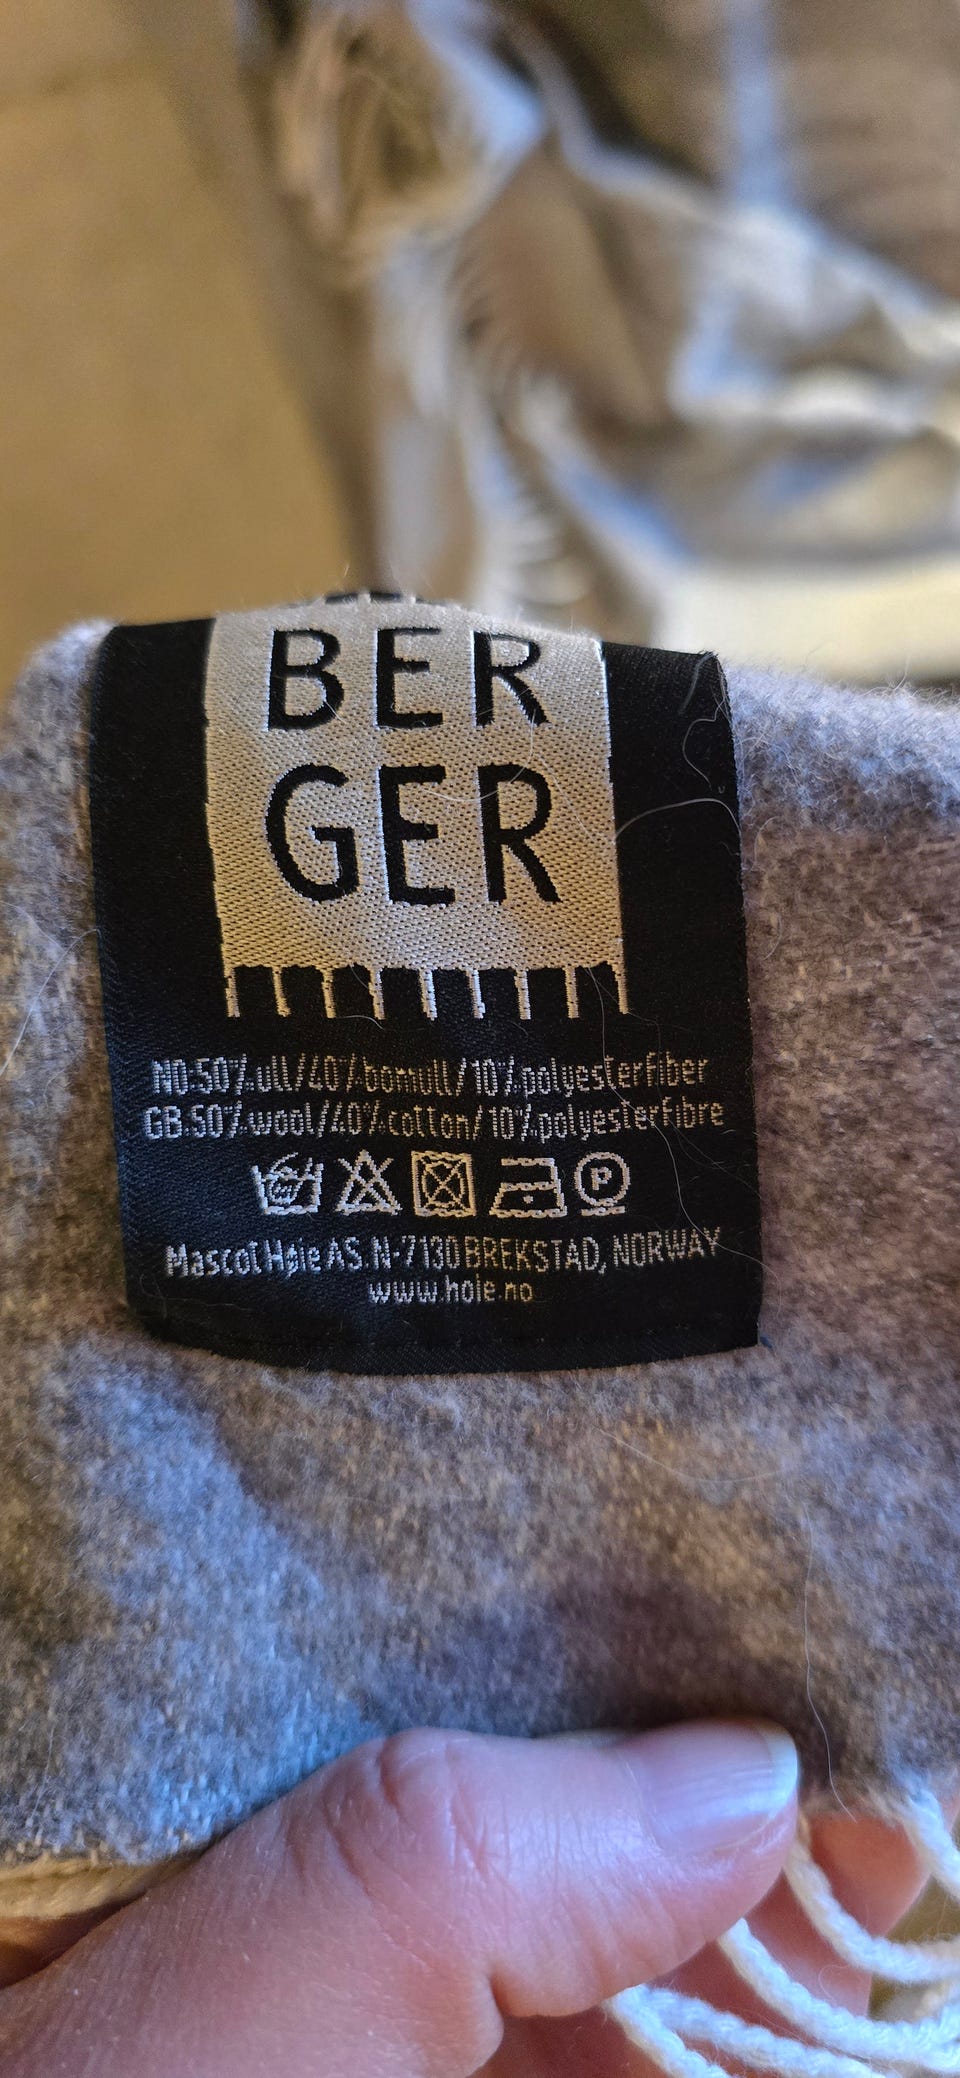 BER
GER
NO:50%ull/40%bomull/10%polyesterfiber
GB:50%wool/40%cotton/10%polyesterfibre
P
Mascot Høie AS. N-7130 BREKSTAD, NORWAY
www.hoie.no